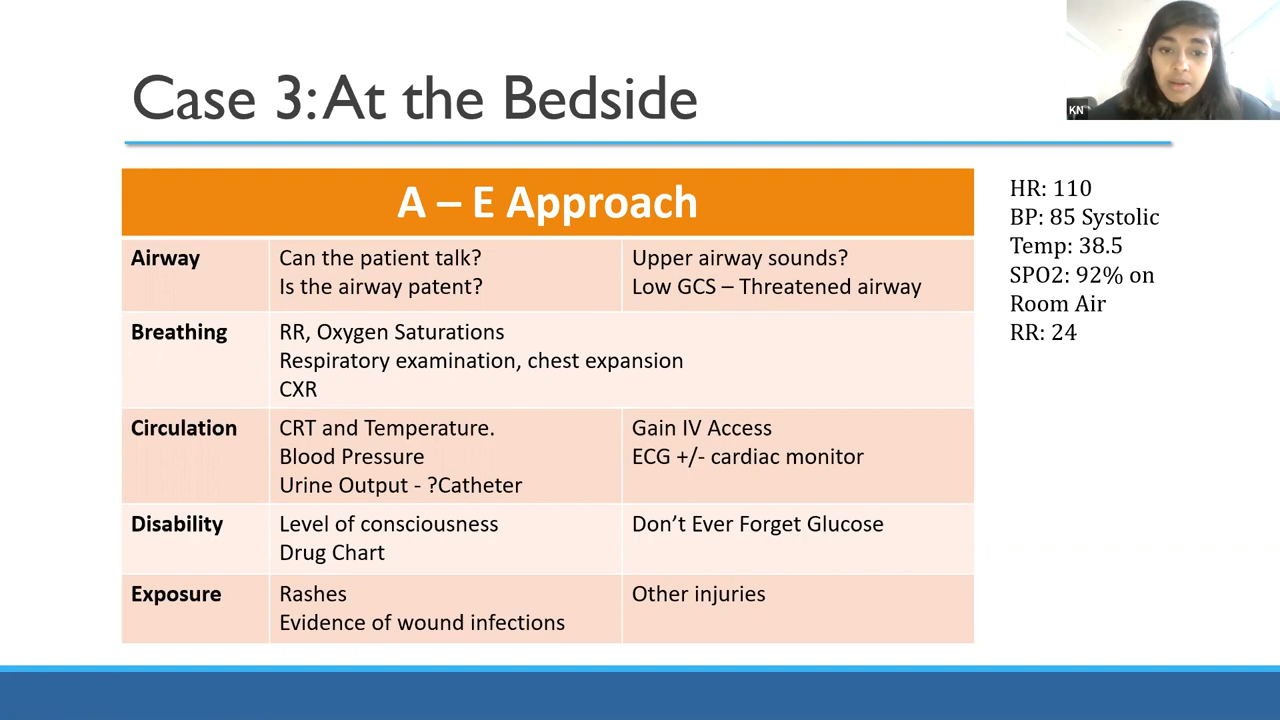 Case 3: At the Bedside
KN
A – E Approach
Airway
Can the patient talk?
Is the airway patent?
Upper airway sounds?
Low GCS – Threatened airway
Breathing
RR, Oxygen Saturations
Respiratory examination, chest expansion
CXR
Circulation
CRT and Temperature.
Blood Pressure
Urine Output - ?Catheter
Gain IV Access
ECG +/- cardiac monitor
Disability
Level of consciousness
Drug Chart
Don’t Ever Forget Glucose
Exposure
Rashes
Evidence of wound infections
Other injuries
HR: 110
BP: 85 Systolic
Temp: 38.5
SPO2: 92% on
Room Air
RR: 24